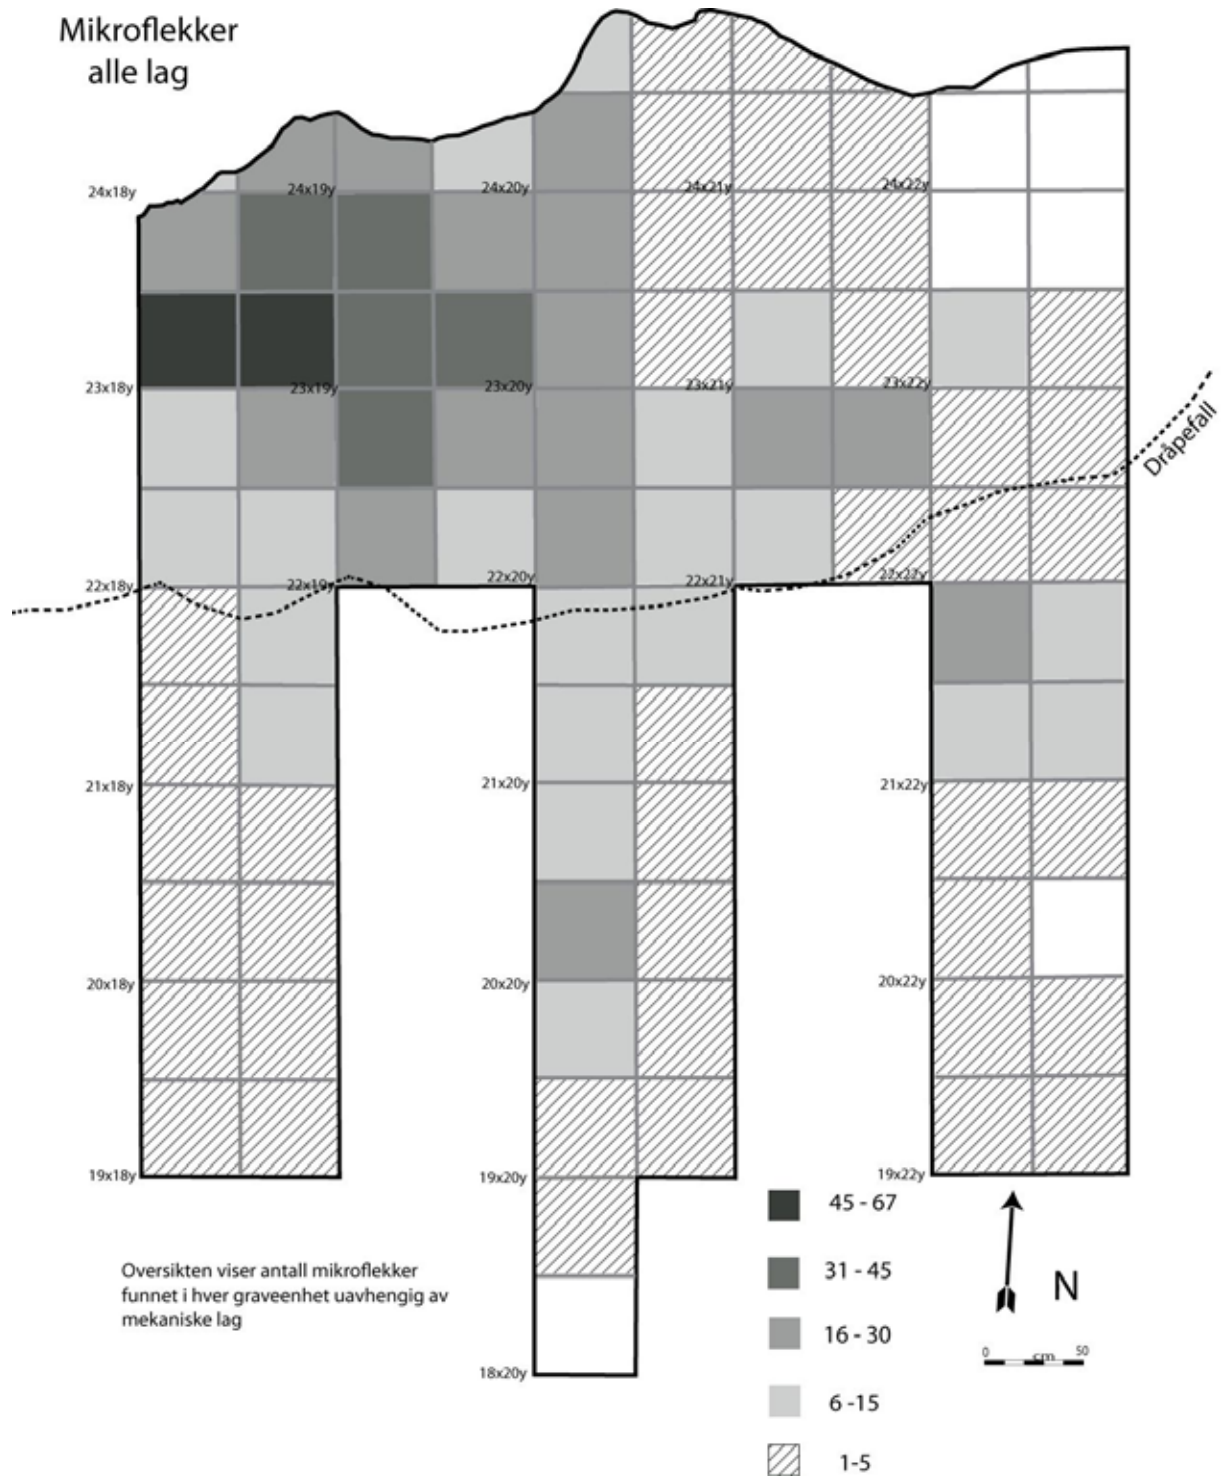 Mikroflekker
alle lag
24x18y
24x19y
24x20y
24x21y
24x22y
23x18y
23x19y
23x20y
23x21y
23x22y
Dråpefall
22x18y
22x19
22x20y
22x21y
22x22y
21x18y
21x20y
21x22y
20x18y
20x20y
20x22y
19x18y
19x20y
19x22y
18x20y
45 - 67
31 - 45
16 - 30
6 -15
1-5
Oversikten viser antall mikroflekker
funnet i hver graveenhet uavhengig av
mekaniske lag
N
0 cm 50